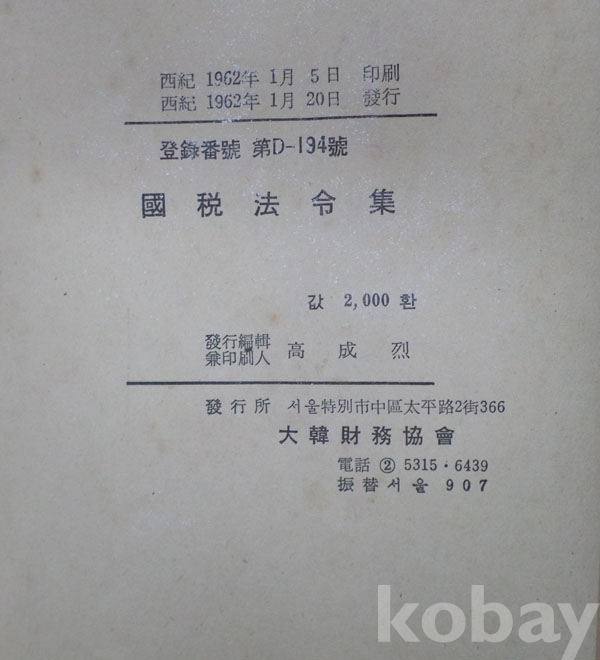 西紀 1962年 1月 5日 印刷
西紀 1962年 1月 20日 發行
登錄番號 第D-194號
國税法令集
값 2,000 환
發行編輯
兼印刷人 高成烈
發行所 서울特別市中區太平路2街366
大韓財務協會
電話 ② 5315·6439
振替서울 907
kobay